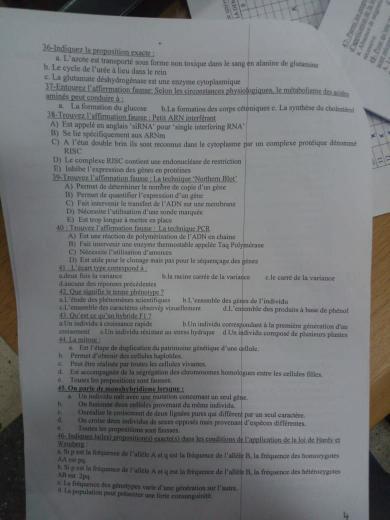 36-Indiquez la proposition exacte :
a. L'azote est transporté sous forme non toxique dans le sang en alanine de glutamine
b. Le cycle de l'urée à lieu dans le rein
c. La glutamate déshydrogénase est une enzyme cytoplasmique
37-Entourez l'affirmation fausse: Selon les circonstances physiologiques, le métabolisme des acides
aminés peut conduire à :
a. La formation du glucose b.La formation des corps cétoniques c. La synthèse du cholestérol
38-Trouvez l'affirmation fausse : Petit ARN interférant
A) Est appelé en anglais 'siRNA' pour 'single interfering RNA'
B) Se lie spécifiquement aux ARNm
C) A l'état double brin ils sont reconnus dans le cytoplasme par un complexe protéique dénommé
RISC
D) Le complexe RISC contient une endonucléase de restriction
E) Inhibe l'expression des gènes en protéines
39-Trouvez l'affirmation fausse : La technique 'Northern Blot'
A) Permet de déterminer le nombre de copie d'un gène
B) Permet de quantifier l'expression d'un gène
C) Fait intervenir le transfert de l'ADN sur une membrane
D) Nécessite l'utilisation d'une sonde marquée
E) Est trop longue à mettre en place
40 : Trouvez l'affirmation fausse : La technique PCR
A) Est une réaction de polymérisation de l'ADN en chaine
B) Fait intervenir une enzyme thermostable appelée Taq Polymérase
C) Nécessite l'utilisation d'amorces
D) Est utile pour le clonage mais pas pour le séquençage des gènes
41 .L'écart type correspond à :
a.deux fois la variance b.la racine carrée de la variance c.le carré de la variance
d.aucune des réponses précédentes
42. Que signifie le terme phénotype ?
a.L'étude des phénomènes scientifiques b.L'ensemble des gènes de l'individu
c.L'ensemble des caractères observés visuellement d.L'ensemble des produits à base de phénol
43. Qu'est ce qu'un hybride F1 ?
a.Un individu à croissance rapide b.Un individu correspondant à la première génération d'un
croisement c.Un individu résistant au stress hydrique d.Un individu composé de plusieurs plantes
44. La mitose :
a. Est l'étape de duplication du patrimoine génétique d'une cellule.
b. Permet d'obtenir des cellules haploïdes.
c. Peut être réalisée par toutes les cellules vivantes.
d. Est accompagnée de la ségrégation des chromosomes homologues entre les cellules filles.
e. Toutes les propositions sont fausses.
45. On parle de monohybridisme lorsque :
a. Un individu naît avec une mutation concernant un seul gène.
b. On fusionne deux cellules provenant du même individu.
c. On réalise le croisement de deux lignées pures qui diffèrent par un seul caractère.
d. On croise deux individus de sexes opposés mais provenant d'espèces différentes.
e. Toutes les propositions sont fausses.
46- Indiquez la(les) proposition(s) exacte(s) dans les conditions de l'application de la loi de Hardy et
Weinberg :
a. Si p est la fréquence de l'allèle A et q est la fréquence de l'allèle B, la fréquence des homozygotes
AA est pq.
b. Si p est la fréquence de l'allèle A et q est la fréquence de l'allèle B, la fréquence des hétérozygotes
AB est 2pq.
c. La fréquence des génotypes varie d'une génération sur l'autre.
d. La population peut présenter une forte consanguinité.
4